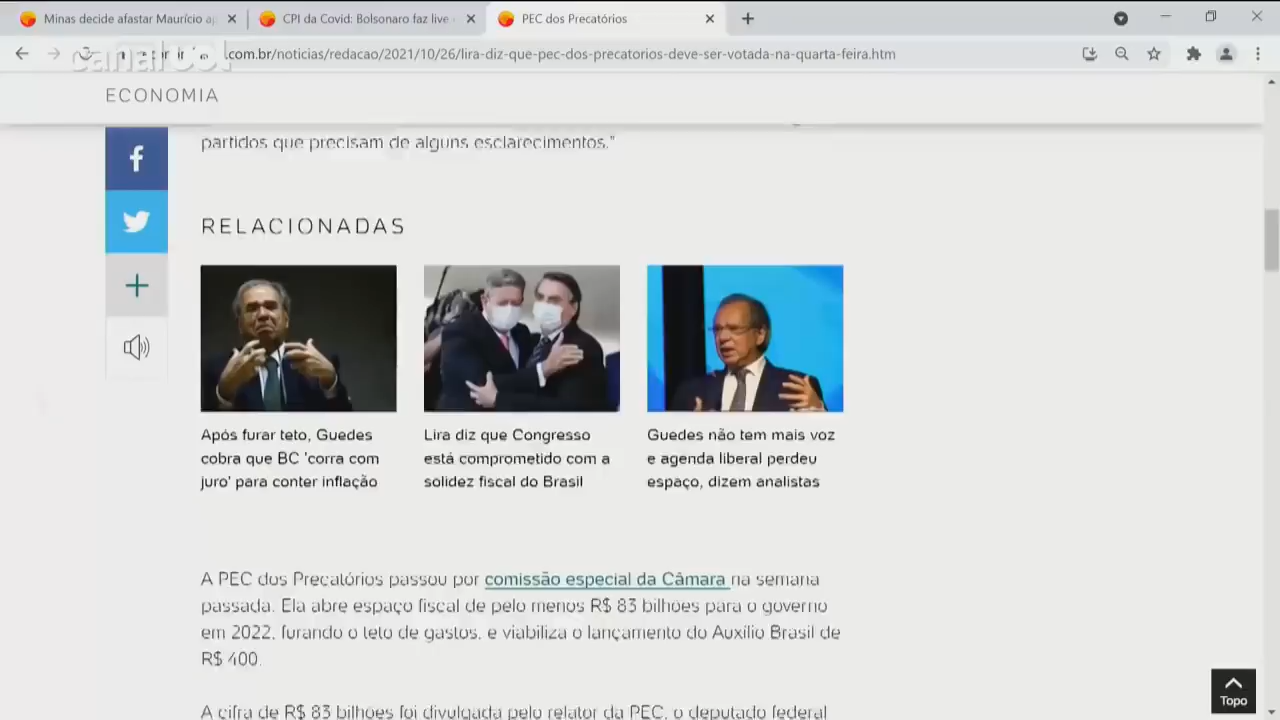 Minas decide afastar Maurício a
CPI da Covid: Bolsonaro faz live
PEC dos Precatórios
.com.br/noticias/redacao/2021/10/26/lira-diz-que-pec-dos-precatorios-deve-ser-votada-na-quarta-feira.htm
canal
ECONOMIA
partidos que precisam de alguns esclarecimentos."
RELACIONADAS
Após furar teto, Guedes
cobra que BC 'corra com
juro' para conter inflação
Lira diz que Congresso
está comprometido com a
solidez fiscal do Brasil
Guedes não tem mais voz
e agenda liberal perdeu
espaço, dizem analistas
A PEC dos Precatórios passou por comissão especial da Câmara na semana
passada. Ela abre espaço fiscal de pelo menos R$ 83 bilhões para o governo
em 2022, furando o teto de gastos, e viabiliza o lançamento do Auxílio Brasil de
R$ 400.
A cifra de R$ 83 bilhões foi divulgada pelo relator da PEC, o deputado federal
Topo